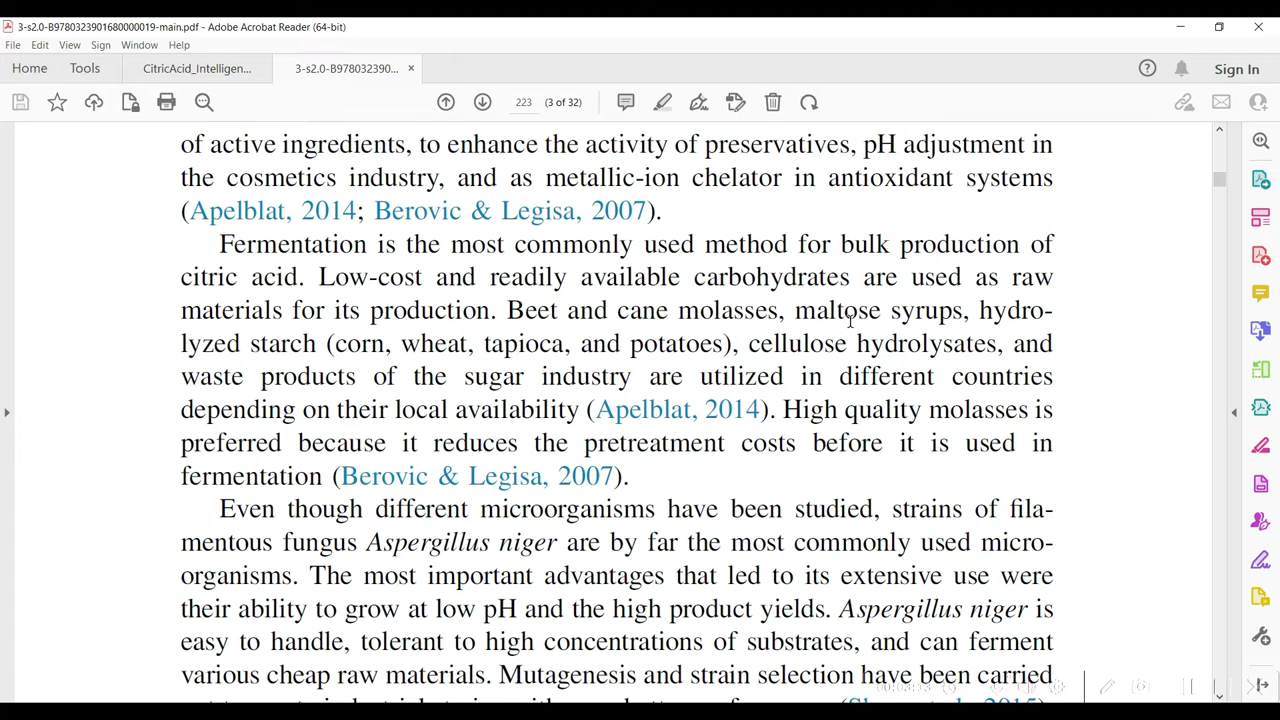 3-s2.0-B9780323901680000019-main.pdf - Adobe Acrobat Reader (64-bit)
File Edit View Sign Window Help
Home Tools CitricAcid_Intelligen... 3-s2.0-B978032390... × Sign In
223 (3 of 32)
of active ingredients, to enhance the activity of preservatives, pH adjustment in
the cosmetics industry, and as metallic-ion chelator in antioxidant systems
(Apelblat, 2014; Berovic & Legisa, 2007).
Fermentation is the most commonly used method for bulk production of
citric acid. Low-cost and readily available carbohydrates are used as raw
materials for its production. Beet and cane molasses, maltose syrups, hydro-
lyzed starch (corn, wheat, tapioca, and potatoes), cellulose hydrolysates, and
waste products of the sugar industry are utilized in different countries
depending on their local availability (Apelblat, 2014). High quality molasses is
preferred because it reduces the pretreatment costs before it is used in
fermentation (Berovic & Legisa, 2007).
Even though different microorganisms have been studied, strains of fila-
mentous fungus Aspergillus niger are by far the most commonly used micro-
organisms. The most important advantages that led to its extensive use were
their ability to grow at low pH and the high product yields. Aspergillus niger is
easy to handle, tolerant to high concentrations of substrates, and can ferment
various cheap raw materials. Mutagenesis and strain selection have been carried